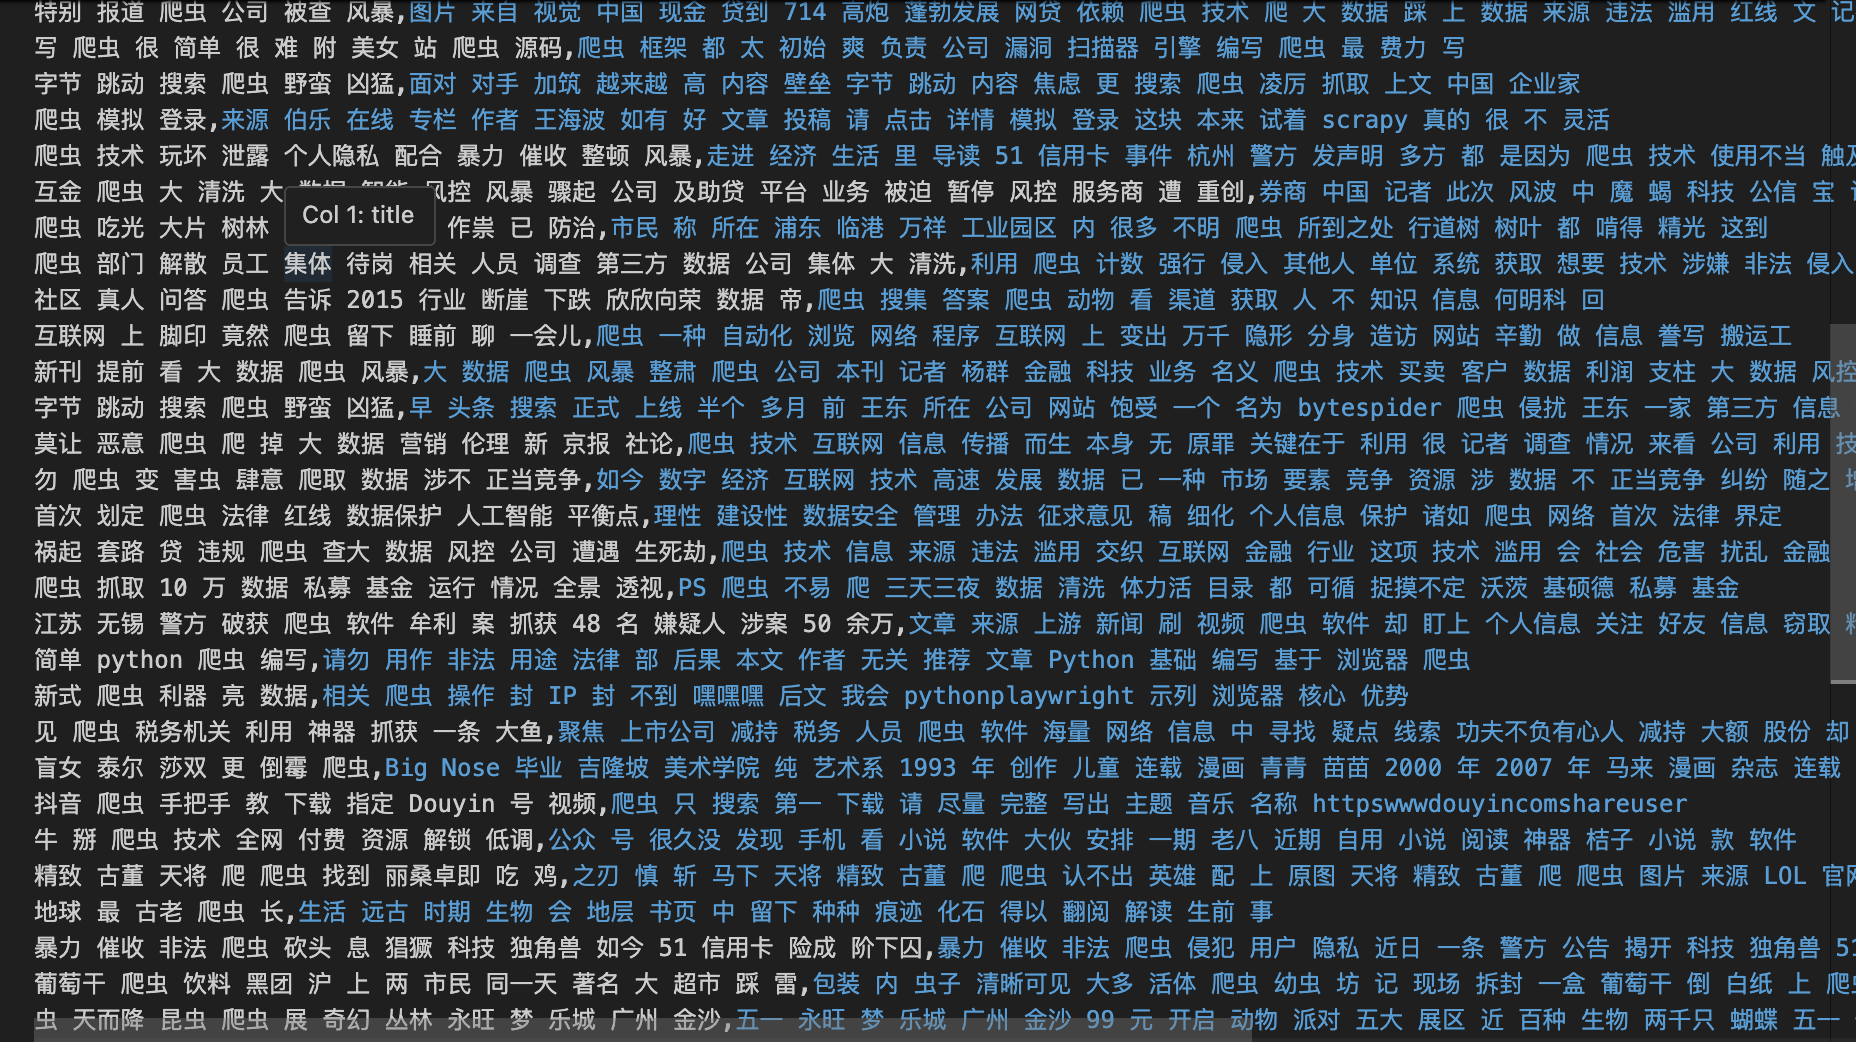 特别 报道 爬虫 公司 被查 风暴,图片 来自 视觉 中国 现金 贷到 714 高炮 蓬勃发展 网贷 依赖 爬虫 技术 爬 大 数据 踩 上 数据 来源 违法 滥用 红线 文 记
写 爬虫 很 简单 很 难 附 美女 站 爬虫 源码,爬虫 框架 都 太 初始 爽 负责 公司 漏洞 扫描器 引擎 编写 爬虫 最 费力 写
字节 跳动 搜索 爬虫 野蛮 凶猛,面对 对手 加筑 越来越 高 内容 壁垒 字节 跳动 内容 焦虑 更 搜索 爬虫 凌厉 抓取 上文 中国 企业家
爬虫 模拟 登录,来源 伯乐 在线 专栏 作者 王海波 如有 好 文章 投稿 请 点击 详情 模拟 登录 这块 本来 试着 scrapy 真的 很 不 灵活
爬虫 技术 玩坏 泄露 个人隐私 配合 暴力 催收 整顿 风暴,走进 经济 生活 里 导读 51 信用卡 事件 杭州 警方 发声明 多方 都 是因为 爬虫 技术 使用不当 触及
互金 爬虫 大 清洗 大 风控 风暴 骤起 公司 及助贷 平台 业务 被迫 暂停 风控 服务商 遭 重创,券商 中国 记者 此次 风波 中 魔 蝎 科技 公信 宝
Col 1: title
爬虫 吃光 大片 树林 作祟 已 防治,市民 称 所在 浦东 临港 万祥 工业园区 内 很多 不明 爬虫 所到之处 行道树 树叶 都 啃得 精光 这到
爬虫 部门 解散 员工 集体 待岗 相关 人员 调查 第三方 数据 公司 集体 大 清洗,利用 爬虫 计数 强行 侵入 其他人 单位 系统 获取 想要 技术 涉嫌 非法 侵入
社区 真人 问答 爬虫 告诉 2015 行业 断崖 下跌 欣欣向荣 数据 帝,爬虫 搜集 答案 爬虫 动物 看 渠道 获取 人 不 知识 信息 何明科 回
互联网 上 脚印 竟然 爬虫 留下 睡前 聊 一会儿,爬虫 一种 自动化 浏览 网络 程序 互联网 上 变出 万千 隐形 分身 造访 网站 辛勤 做 信息 誊写 搬运工
新刊 提前 看 大 数据 爬虫 风暴,大 数据 爬虫 风暴 整肃 爬虫 公司 本刊 记者 杨群 金融 科技 业务 名义 爬虫 技术 买卖 客户 数据 利润 支柱 大 数据 风控
字节 跳动 搜索 爬虫 野蛮 凶猛,早 头条 搜索 正式 上线 半个 多月 前 王东 所在 公司 网站 饱受 一个 名为 bytespider 爬虫 侵扰 王东 一家 第三方 信息
莫让 恶意 爬虫 爬 掉 大 数据 营销 伦理 新 京报 社论,爬虫 技术 互联网 信息 传播 而生 本身 无 原罪 关键在于 利用 很 记者 调查 情况 来看 公司 利用 技
勿 爬虫 变 害虫 肆意 爬取 数据 涉不 正当竞争,如今 数字 经济 互联网 技术 高速 发展 数据 已 一种 市场 要素 竞争 资源 涉 数据 不 正当竞争 纠纷 随之 增
首次 划定 爬虫 法律 红线 数据保护 人工智能 平衡点,理性 建设性 数据安全 管理 办法 征求意见 稿 细化 个人信息 保护 诸如 爬虫 网络 首次 法律 界定
祸起 套路 贷 违规 爬虫 查大 数据 风控 公司 遭遇 生死劫,爬虫 技术 信息 来源 违法 滥用 交织 互联网 金融 行业 这项 技术 滥用 会 社会 危害 扰乱 金融
爬虫 抓取 10 万 数据 私募 基金 运行 情况 全景 透视,PS 爬虫 不易 爬 三天三夜 数据 清洗 体力活 目录 都 可循 捉摸不定 沃茨 基硕德 私募 基金
江苏 无锡 警方 破获 爬虫 软件 牟利 案 抓获 48 名 嫌疑人 涉案 50 余万,文章 来源 上游 新闻 刷 视频 爬虫 软件 却 盯上 个人信息 关注 好友 信息 窃取
简单 python 爬虫 编写,请勿 用作 非法 用途 法律 部 后果 本文 作者 无关 推荐 文章 Python 基础 编写 基于 浏览器 爬虫
新式 爬虫 利器 亮 数据,相关 爬虫 操作 封 IP 封 不到 嘿嘿嘿 后文 我会 pythonplaywright 示列 浏览器 核心 优势
见 爬虫 税务机关 利用 神器 抓获 一条 大鱼,聚焦 上市公司 减持 税务 人员 爬虫 软件 海量 网络 信息 中 寻找 疑点 线索 功夫不负有心人 减持 大额 股份 却
盲女 泰尔 莎双 更 倒霉 爬虫,Big Nose 毕业 吉隆坡 美术学院 纯 艺术系 1993 年 创作 儿童 连载 漫画 青青 苗苗 2000 年 2007 年 马来 漫画 杂志 连载
抖音 爬虫 手把手 教 下载 指定 Douyin 号 视频,爬虫 只 搜索 第一 下载 请 尽量 完整 写出 主题 音乐 名称 httpswwwdouyincomshareuser
牛 掰 爬虫 技术 全网 付费 资源 解锁 低调,公众 号 很久没 发现 手机 看 小说 软件 大伙 安排 一期 老八 近期 自用 小说 阅读 神器 桔子 小说 款 软件
精致 古董 天将 爬 爬虫 找到 丽桑卓即 吃 鸡,之刃 慎 斩 马下 天将 精致 古董 爬 爬虫 认不出 英雄 配 上 原图 天将 精致 古董 爬 爬虫 图片 来源 LOL 官网
地球 最 古老 爬虫 长,生活 远古 时期 生物 会 地层 书页 中 留下 种种 痕迹 化石 得以 翻阅 解读 生前 事
暴力 催收 非法 爬虫 砍头 息 猖獗 科技 独角兽 如今 51 信用卡 险成 阶下囚,暴力 催收 非法 爬虫 侵犯 用户 隐私 近日 一条 警方 公告 揭开 科技 独角兽 51
葡萄干 爬虫 饮料 黑团 沪 上 两 市民 同一天 著名 大 超市 踩 雷,包装 内 虫子 清晰可见 大多 活体 爬虫 幼虫 坊 记 现场 拆封 一盒 葡萄干 倒 白纸 上 爬虫
虫 天而降 昆虫 爬虫 展 奇幻 丛林 永旺 梦 乐城 广州 金沙,五一 永旺 梦 乐城 广州 金沙 99 元 开启 动物 派对 五大 展区 近 百种 生物 两千只 蝴蝶 五一